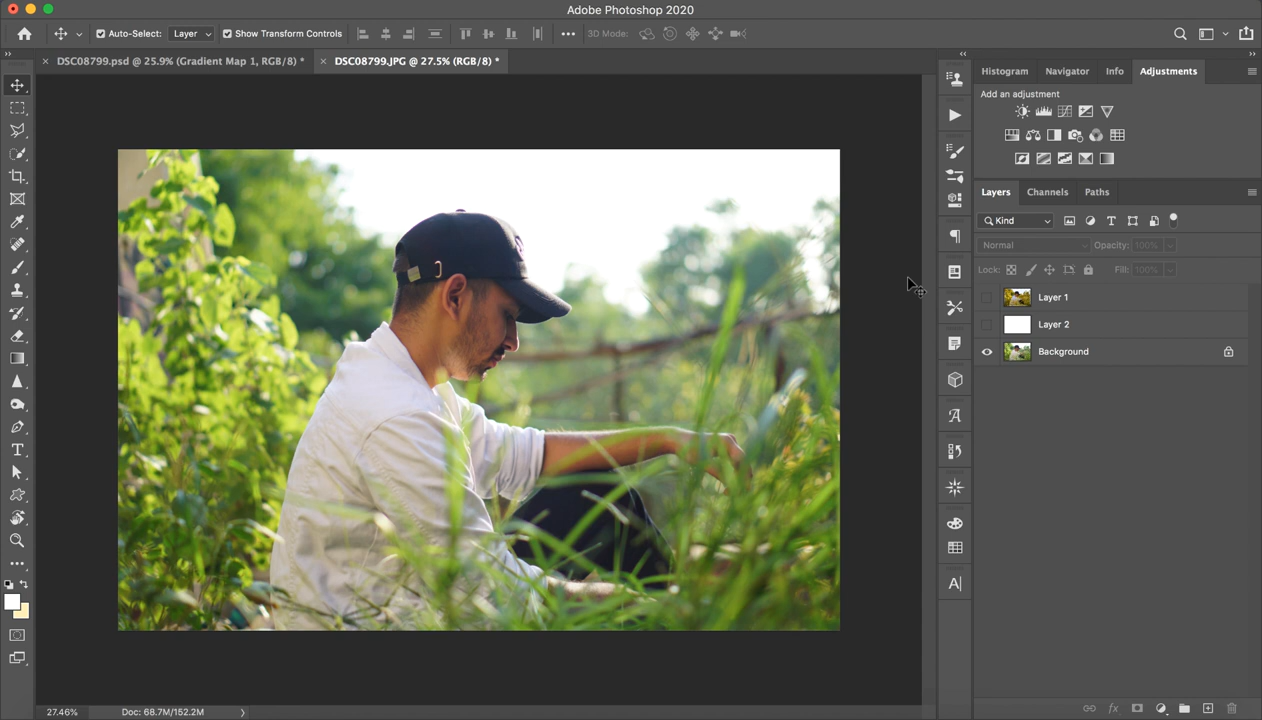 Adobe Photoshop 2020
Auto-Select: Layer Show Transform Controls 3D Mode:
DSC08799.psd @ 25.9% (Gradient Map 1, RGB/8) * DSC08799.JPG @ 27.5% (RGB/8) *
Histogram Navigator Info Adjustments
Add an adjustment
Layers Channels Paths
Kind
Normal Opacity: 100%
Lock: Fill: 100%
Layer 1
Layer 2
Background
27.46% Doc: 68.7M/152.2M